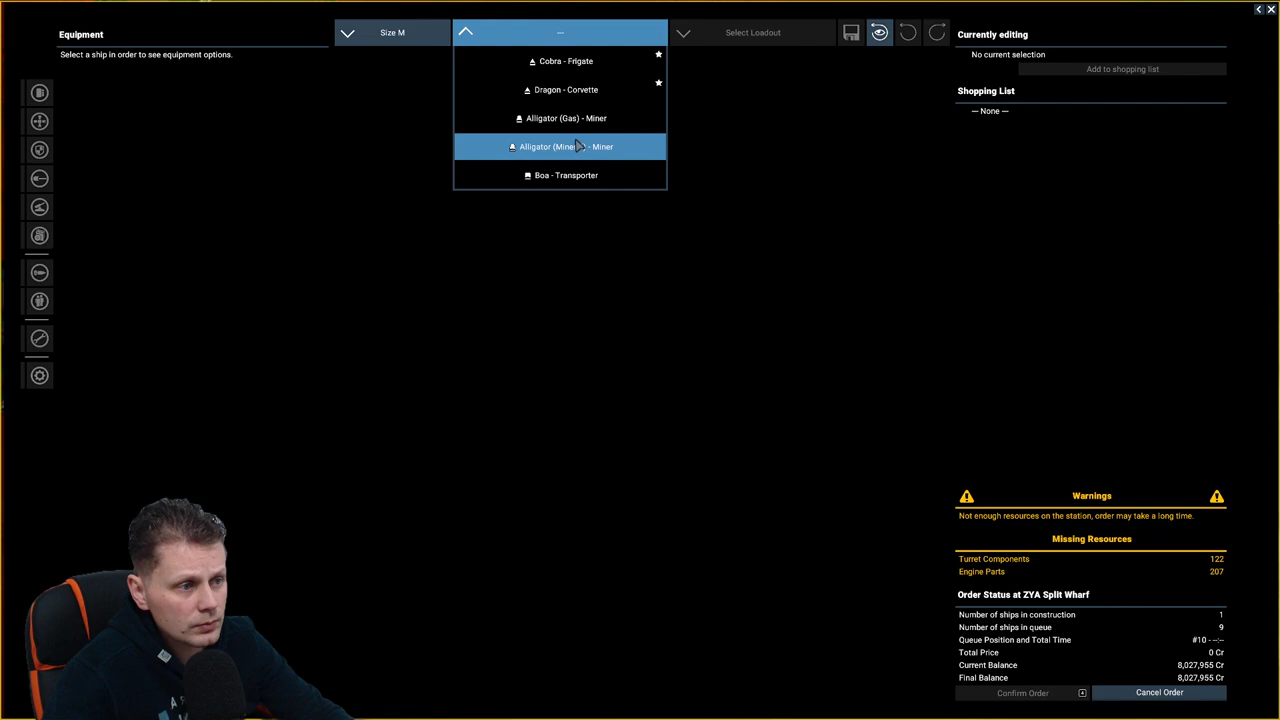 Equipment
Select a ship in order to see equipment options.
Size M
---
Select Loadout
Cobra - Frigate
Dragon - Corvette
Alligator (Gas) - Miner
Alligator - Miner
Boa - Transporter
Currently editing
No current selection
Add to shopping list
Shopping List
— None —
Warnings
Not enough resources on the station, order may take a long time.
Missing Resources
Turret Components 122
Engine Parts 207
Order Status at ZYA Split Wharf
Number of ships in construction 1
Number of ships in queue 9
Queue Position and Total Time #10 - --:--
Total Price 0 Cr
Current Balance 8,027,955 Cr
Final Balance 8,027,955 Cr
Confirm Order
Cancel Order